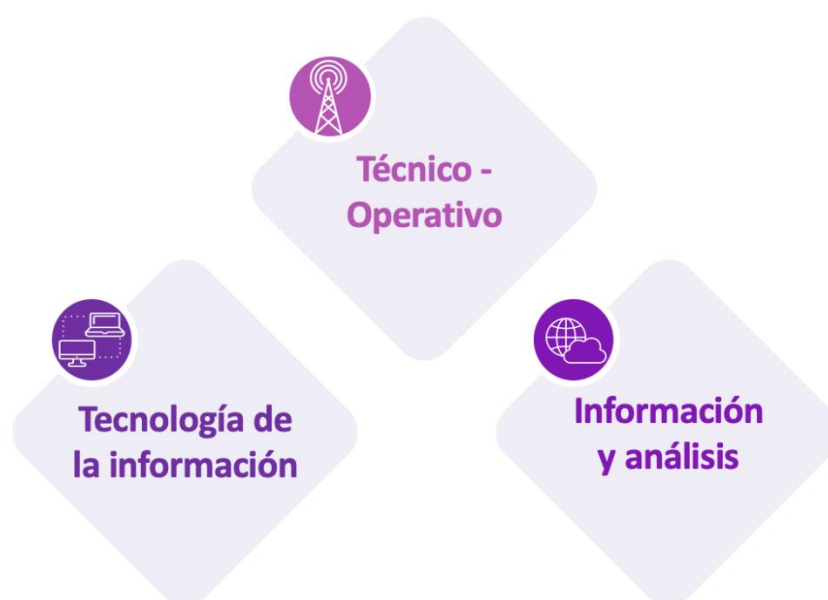 Técnico -
Operativo
Tecnología de
la información
Información
y análisis